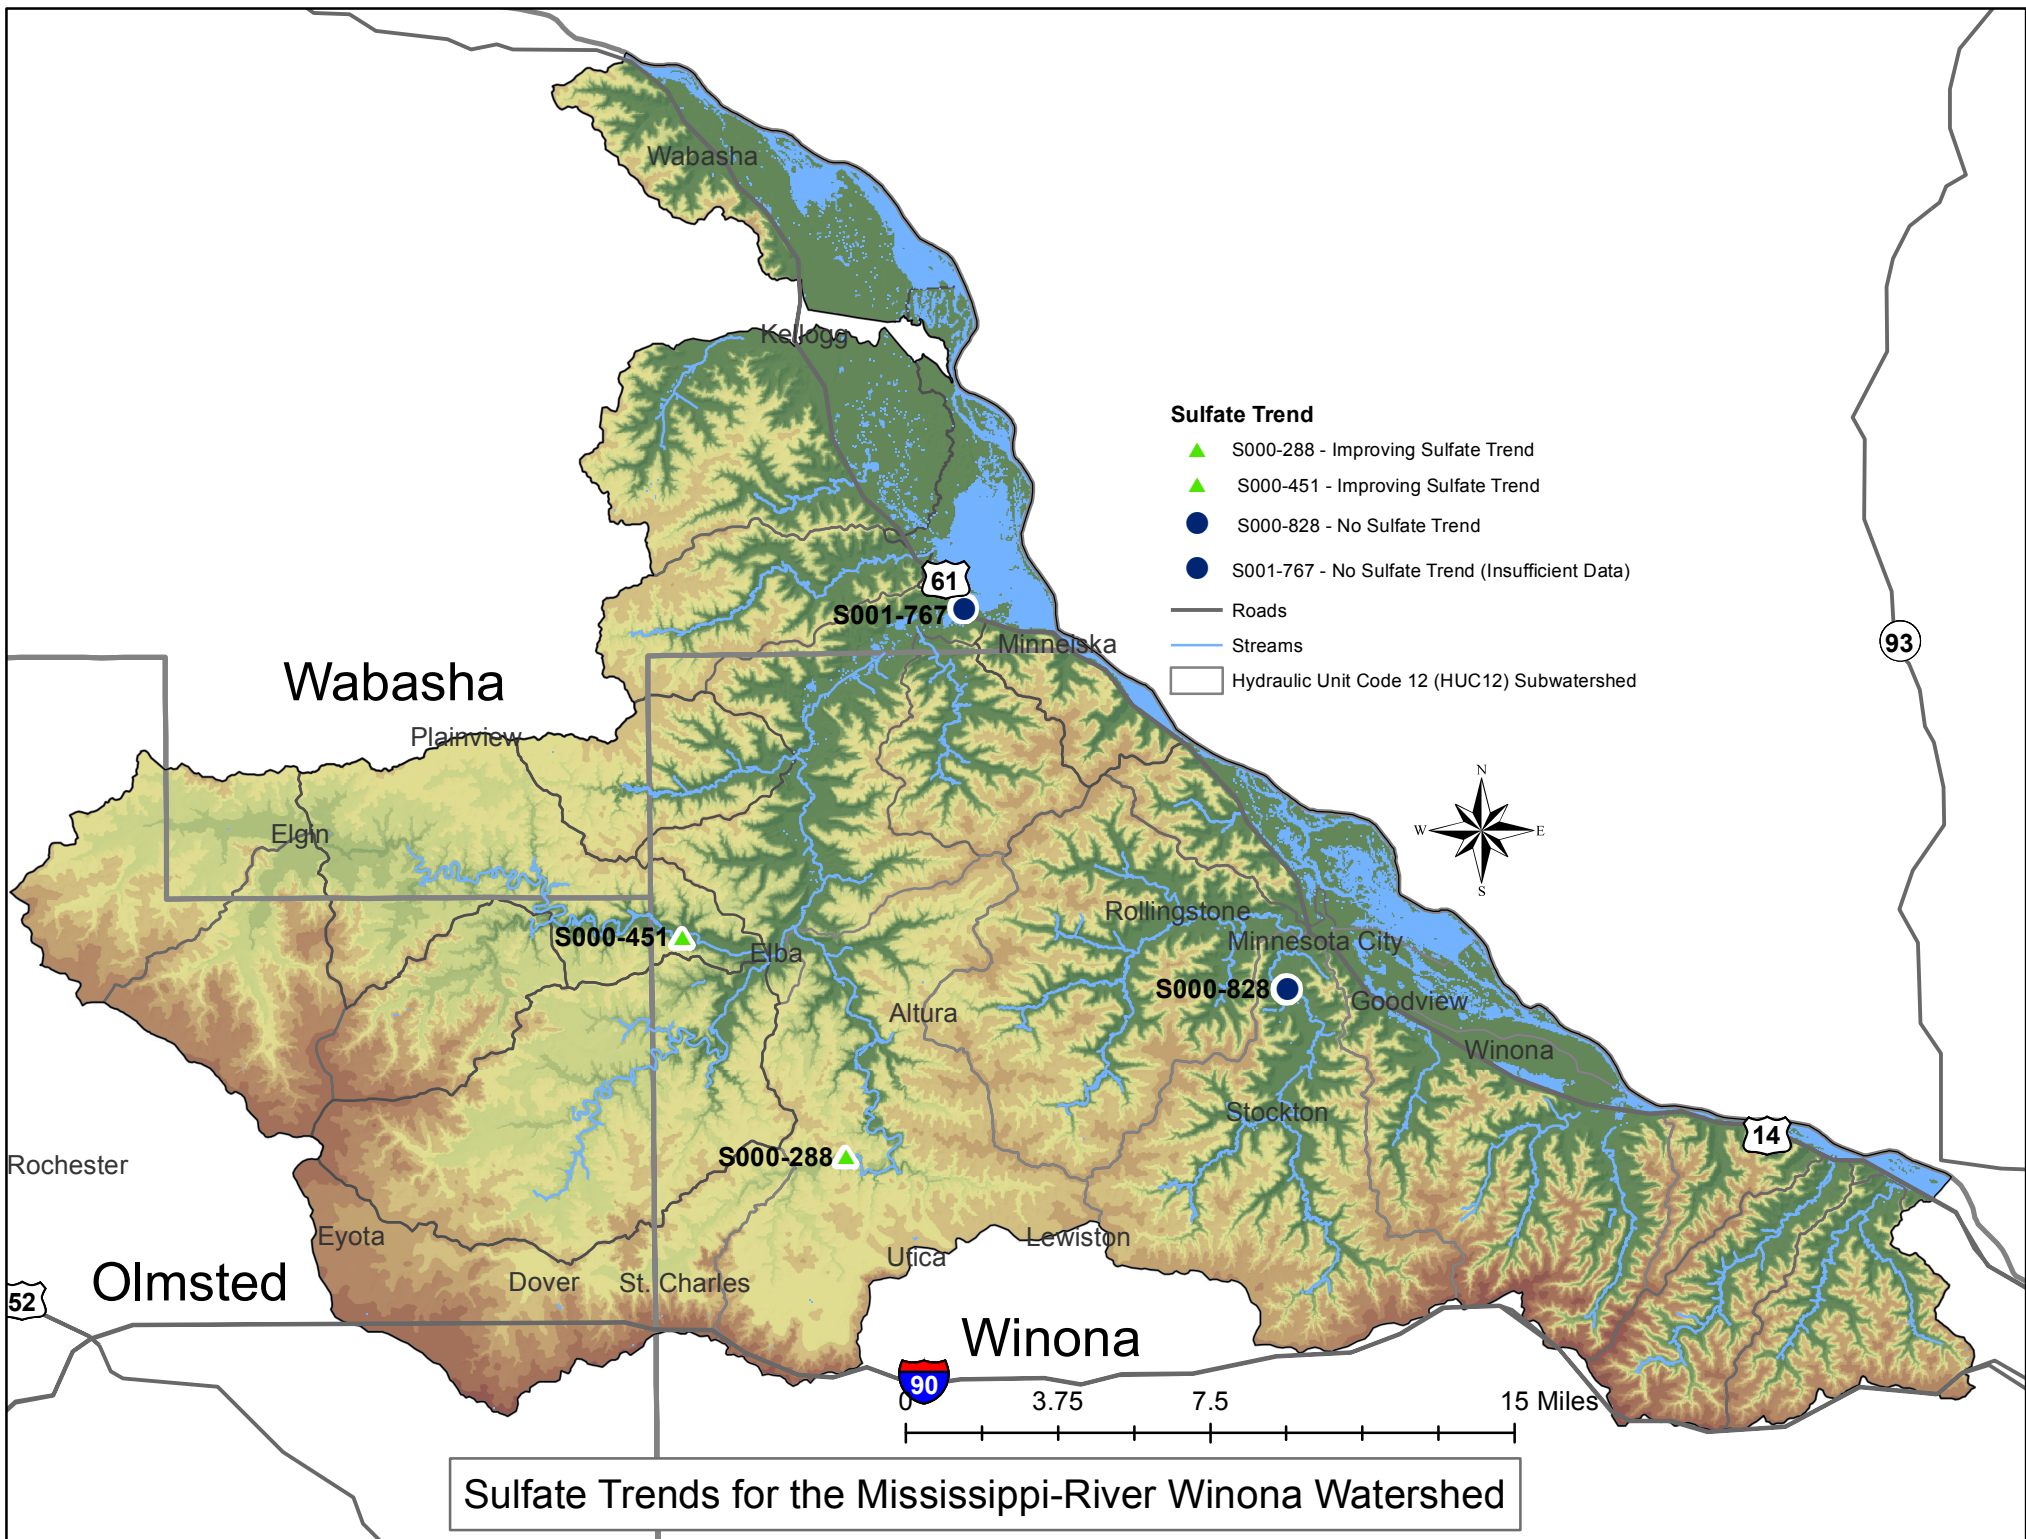 Wabasha
Kellogg
Sulfate Trend
S000-288 - Improving Sulfate Trend
S000-451 - Improving Sulfate Trend
S000-828 - No Sulfate Trend
S001-767 - No Sulfate Trend (Insufficient Data)
Roads
Streams
Hydraulic Unit Code 12 (HUC12) Subwatershed
61
S001-767
Minneiska
93
Wabasha
Plainview
N
W
E
S
Elgin
S000-451
Elba
Rollingstone
Minnesota City
S000-828
Goodview
Altura
Winona
Stockton
14
S000-288
Rochester
Eyota
Lewiston
Utica
Olmsted
Dover
St. Charles
52
Winona
90
0 3.75 7.5 15 Miles
Sulfate Trends for the Mississippi-River Winona Watershed